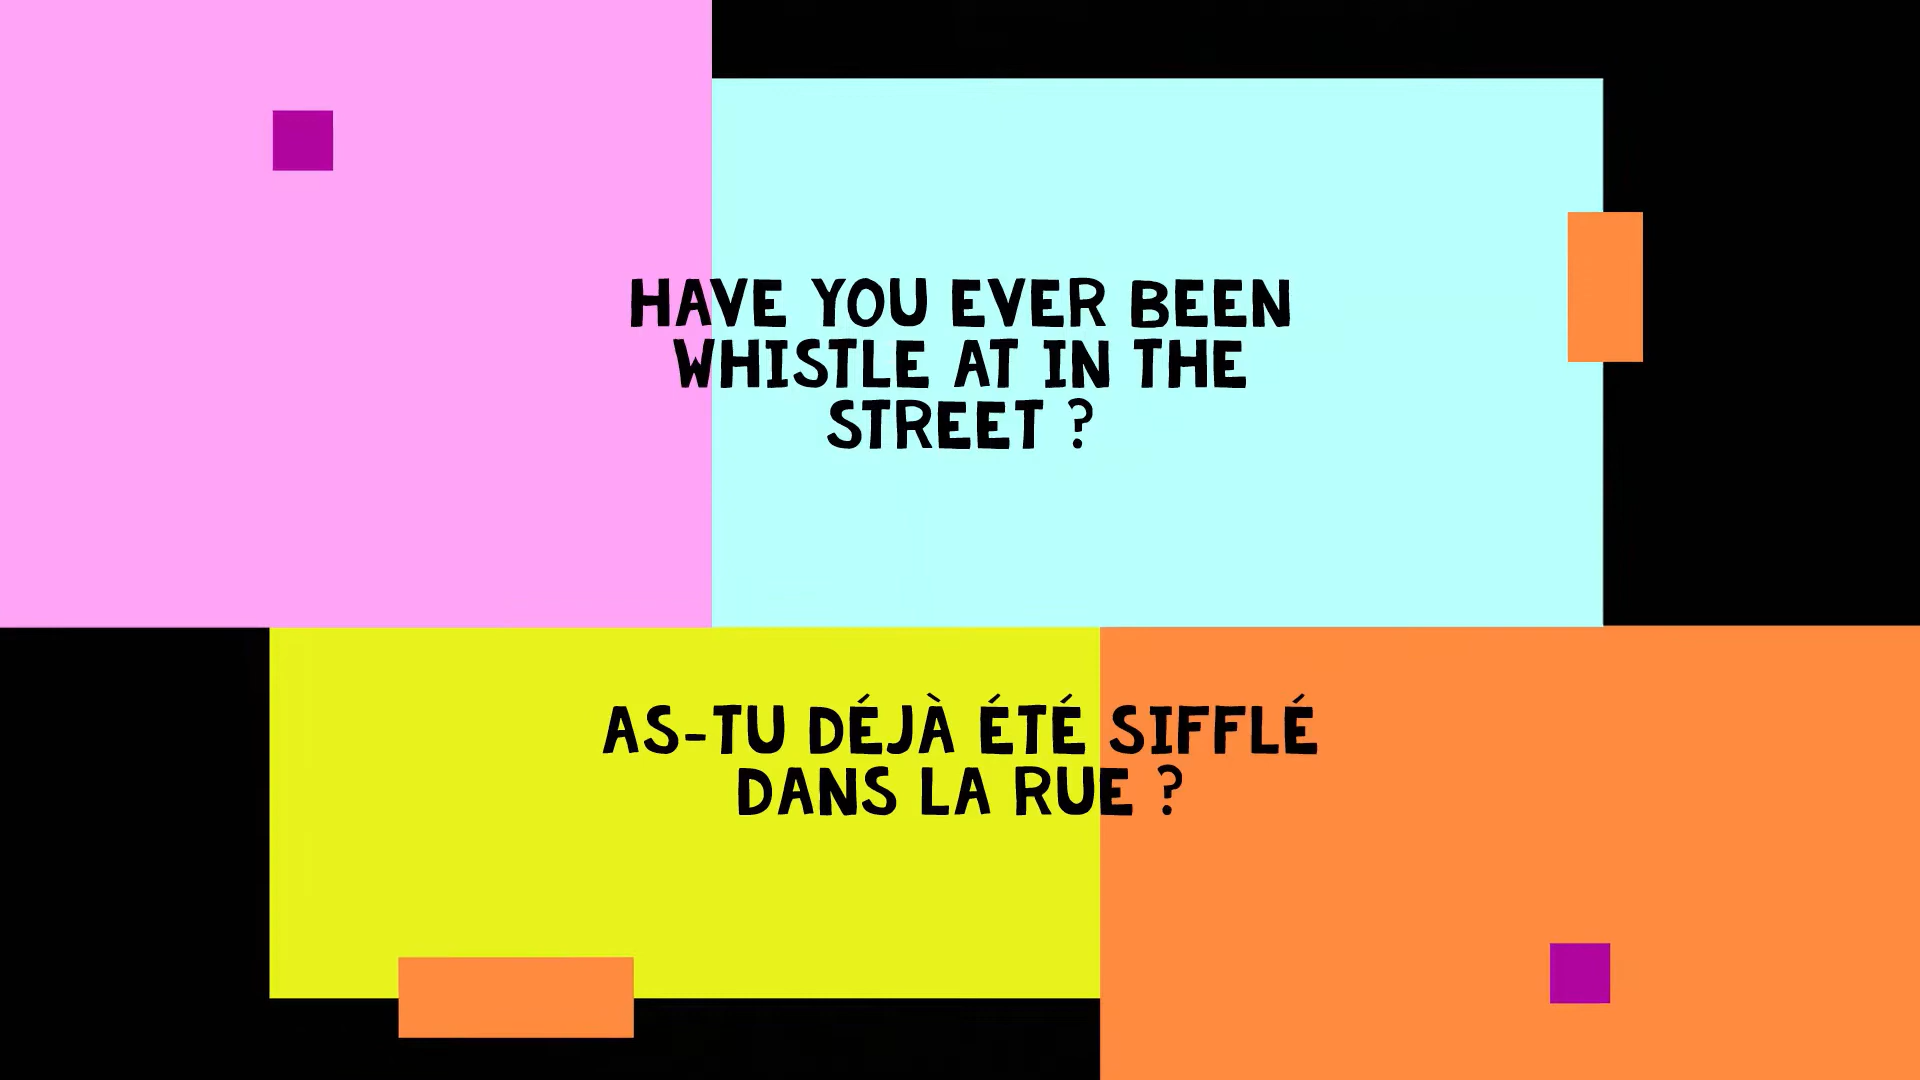 HAVE YOU EVER BEEN
WHISTLE AT IN THE
STREET ?
AS-TU DÉJÀ ÉTÉ SIFFLÉ
DANS LA RUE ?